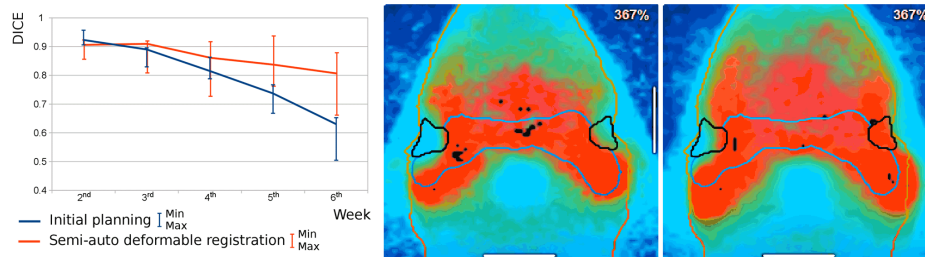 DICE
1
0.9
0.8
0.7
0.6
0.5
0.4
2nd 3rd 4th 5th 6th
Week
Initial planning Min Max
Semi-auto deformable registration Min Max
367%
367%